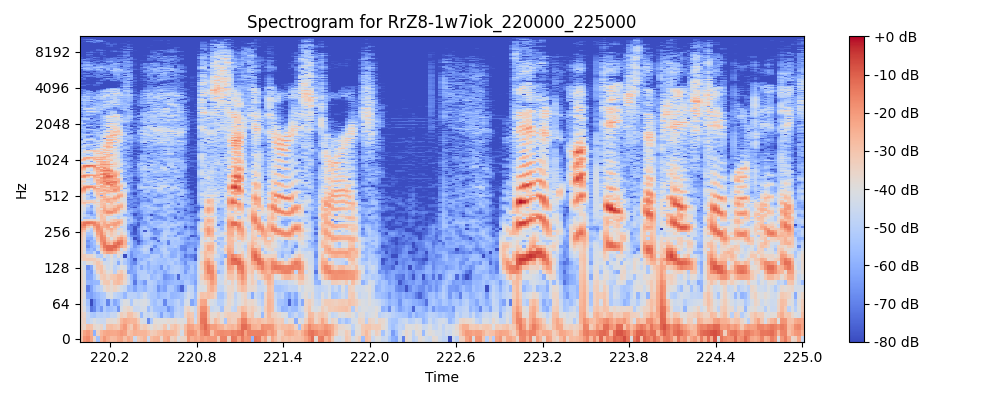 Spectrogram for RrZ8-1w7iok_220000_225000
8192
4096
2048
1024
512
256
128
64
0
Hz
220.2 220.8 221.4 222.0 222.6 223.2 223.8 224.4 225.0
Time
+0 dB
-10 dB
-20 dB
-30 dB
-40 dB
-50 dB
-60 dB
-70 dB
-80 dB